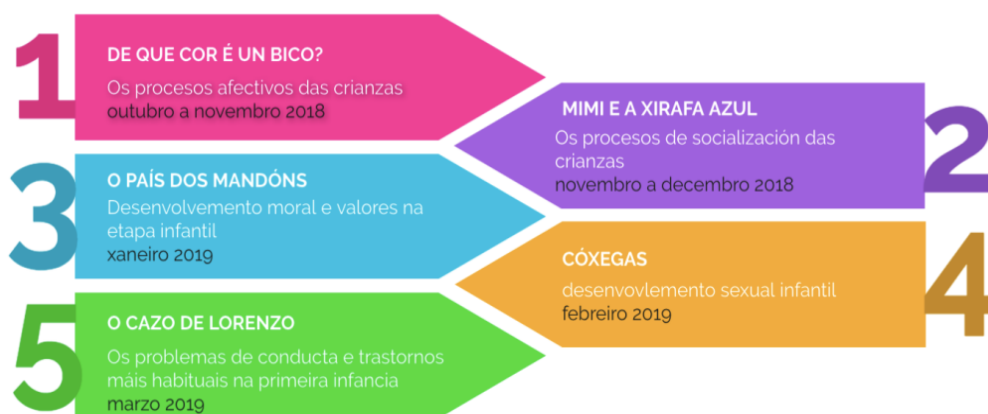 1
DE QUE COR É UN BICO?
Os procesos afectivos das crianzas
outubro a novembro 2018
2
MIMI E A XIRAFA AZUL
Os procesos de socialización das
crianzas
novembro a decembro 2018
3
O PAÍS DOS MANDÓNS
Desenvolvemento moral e valores na
etapa infantil
xaneiro 2019
4
CÓXEGAS
desenvovlemento sexual infantil
febreiro 2019
5
O CAZO DE LORENZO
Os problemas de conducta e trastornos
máis habituais na primeira infancia
marzo 2019